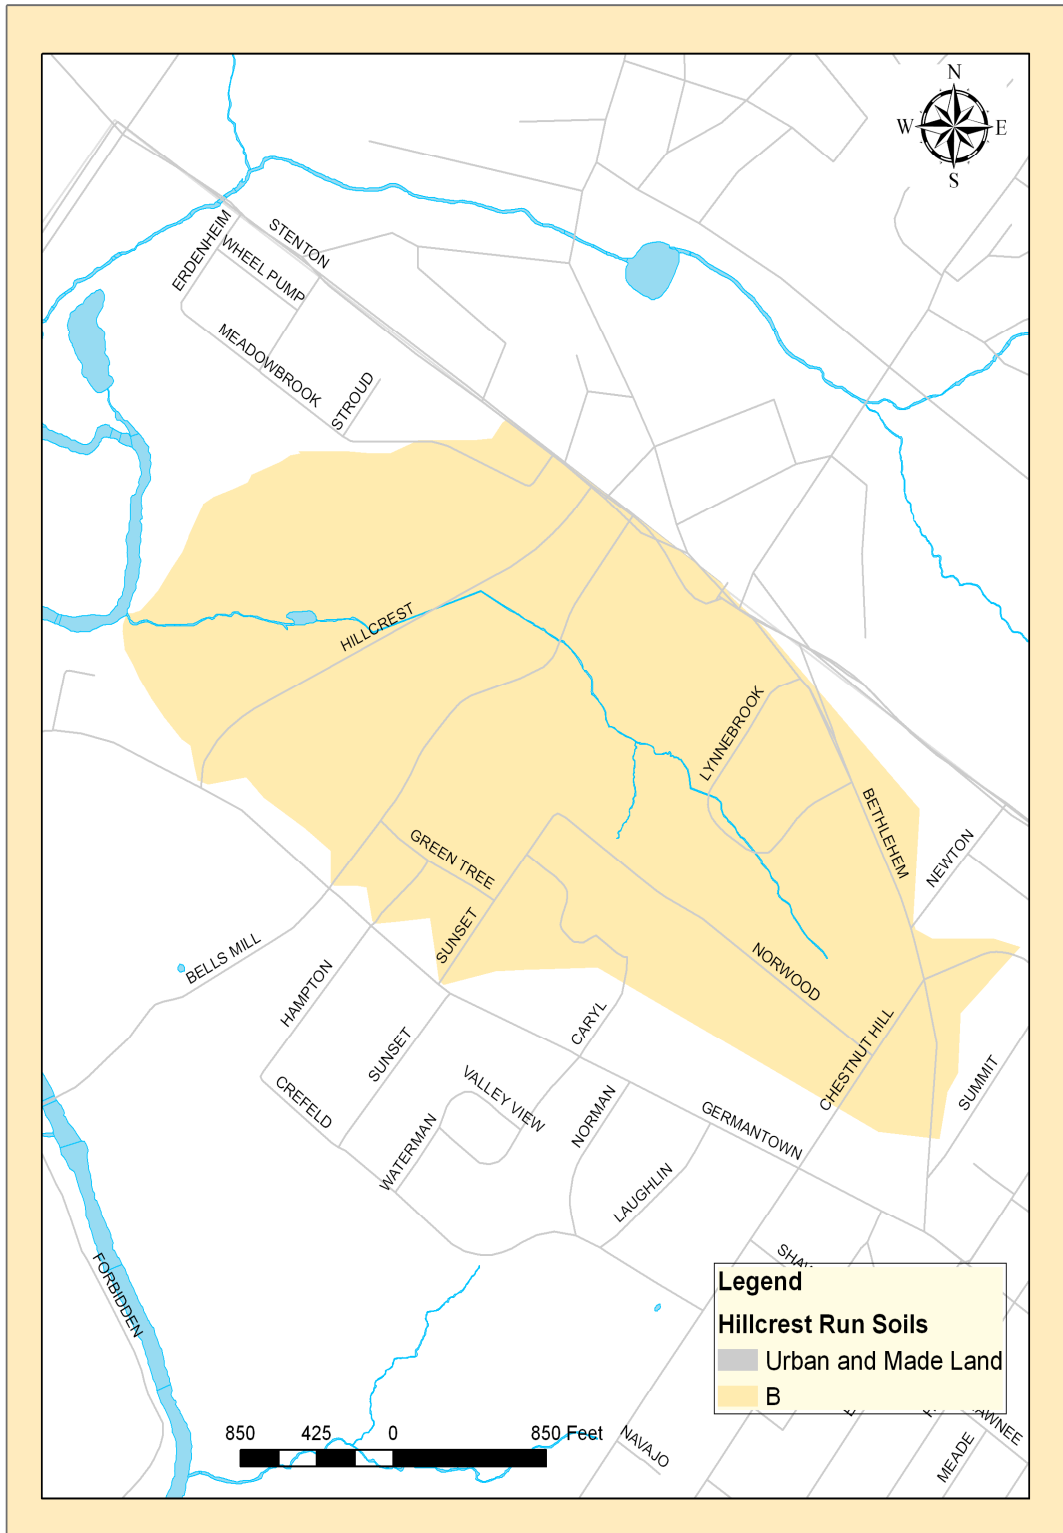 N
W E
S
STENTON
ERDENHEIM
WHEEL PUMP
MEADOWBROOK
STROUD
HILLCREST
LYNNEBROOK
BETHLEHEM
NEWTON
GREEN TREE
SUNSET
NORWOOD
BELLS MILL
HAMPTON
SUNSET
CARYL
CHESTNUT HILL
CREFELD
VALLEY VIEW
NORMAN
GERMANTOWN
SUMMIT
WATERMAN
LAUGHLIN
FORBIDDEN
SHAW
Legend
Hillcrest Run Soils
Urban and Made Land
B
850 425 0 850 Feet
NAVAJO
AWNEE
MEADE